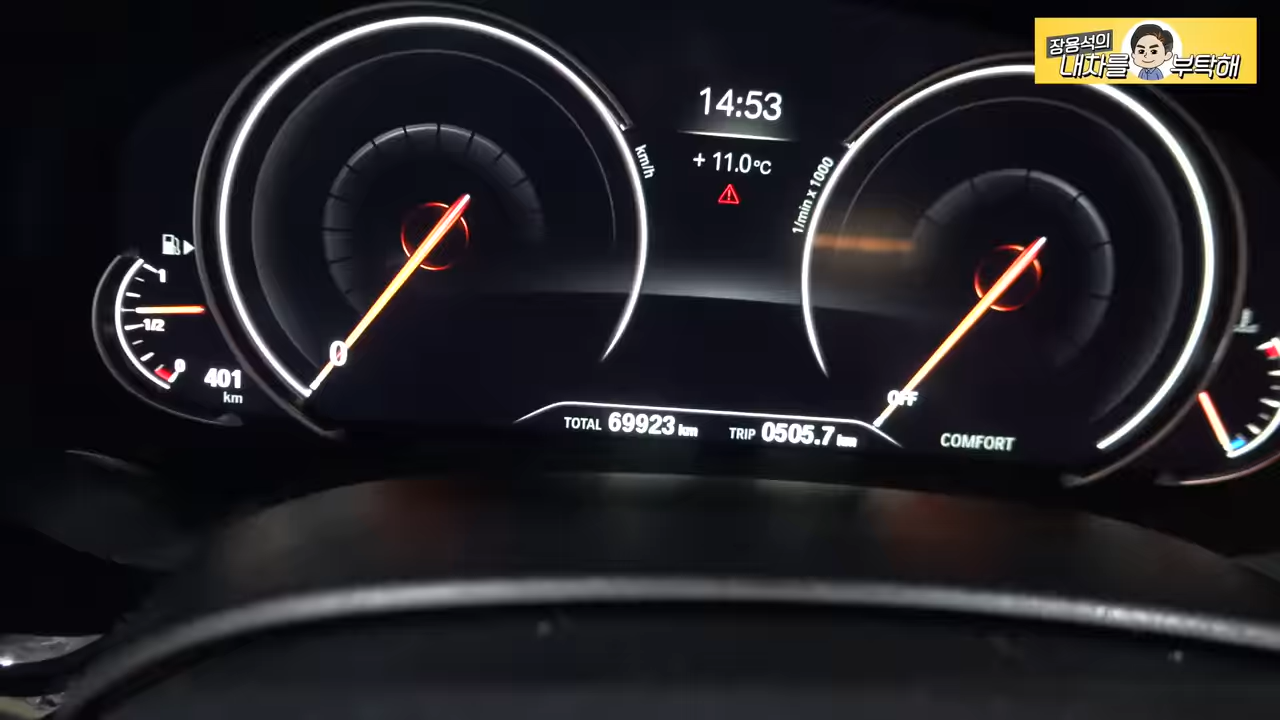 장용석의
내차를 부탁해
14:53
+ 11.0°C
km/h
1/min x 1000
1
1/2
0
401
km
0
OFF
TOTAL 69923 km
TRIP 0505.7 km
COMFORT